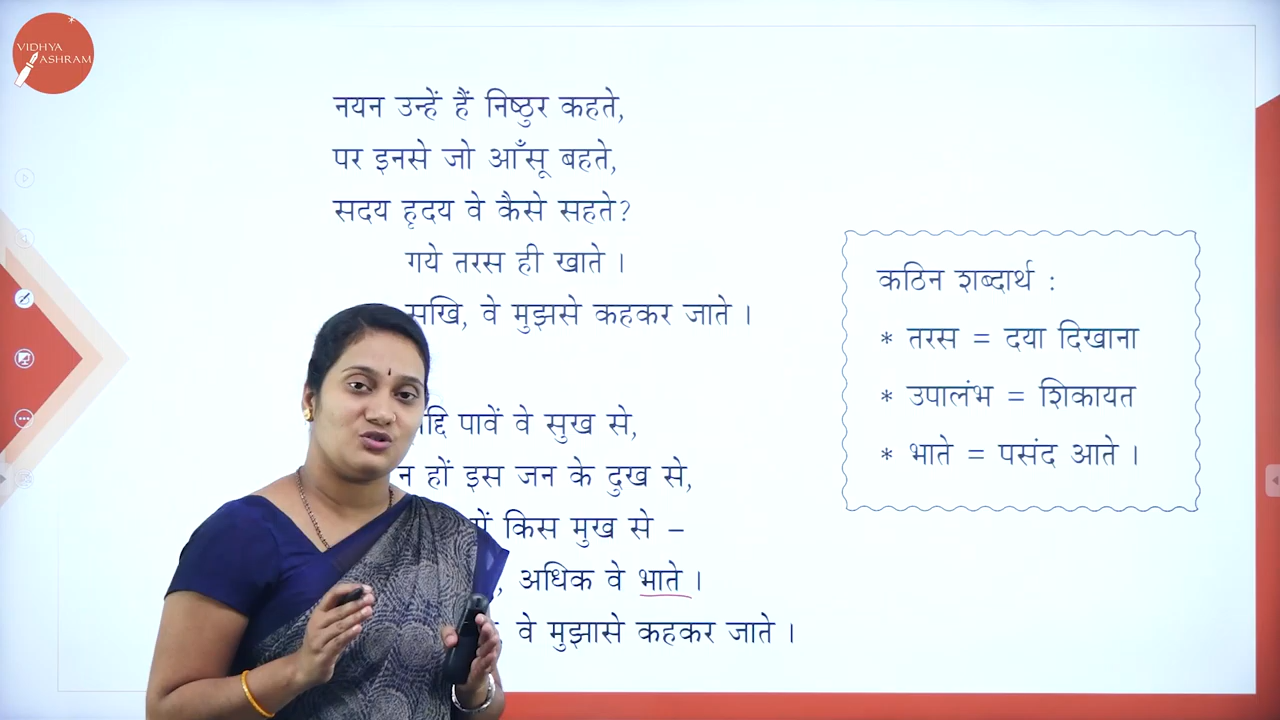 VIDHYA
ASHRAM
नयन उन्हें हैं निष्ठुर कहते,
पर इनसे जो आँसू बहते,
सदय हृदय वे कैसे सहते?
गये तरस ही खाते ।
सखि, वे मुझसे कहकर जाते ।
पावें वे सुख से,
न हों इस जन के दुख से,
किस मुख से –
अधिक वे भाते ।
वे मुझासे कहकर जाते ।
कठिन शब्दार्थ :
* तरस = दया दिखाना
* उपालंभ = शिकायत
* भाते = पसंद आते ।